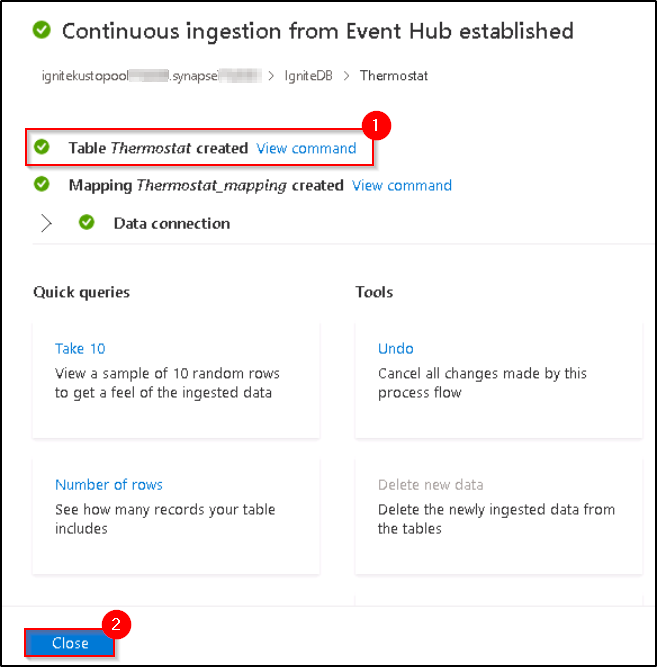 Continuous ingestion from Event Hub established
ignitekustopool .synapse > IgniteDB > Thermostat
1
Table Thermostat created View command
Mapping Thermostat_mapping created View command
Data connection
Quick queries
Tools
Take 10
View a sample of 10 random rows
to get a feel of the ingested data
Undo
Cancel all changes made by this
process flow
Number of rows
See how many records your table
includes
Delete new data
Delete the newly ingested data from
the tables
2
Close